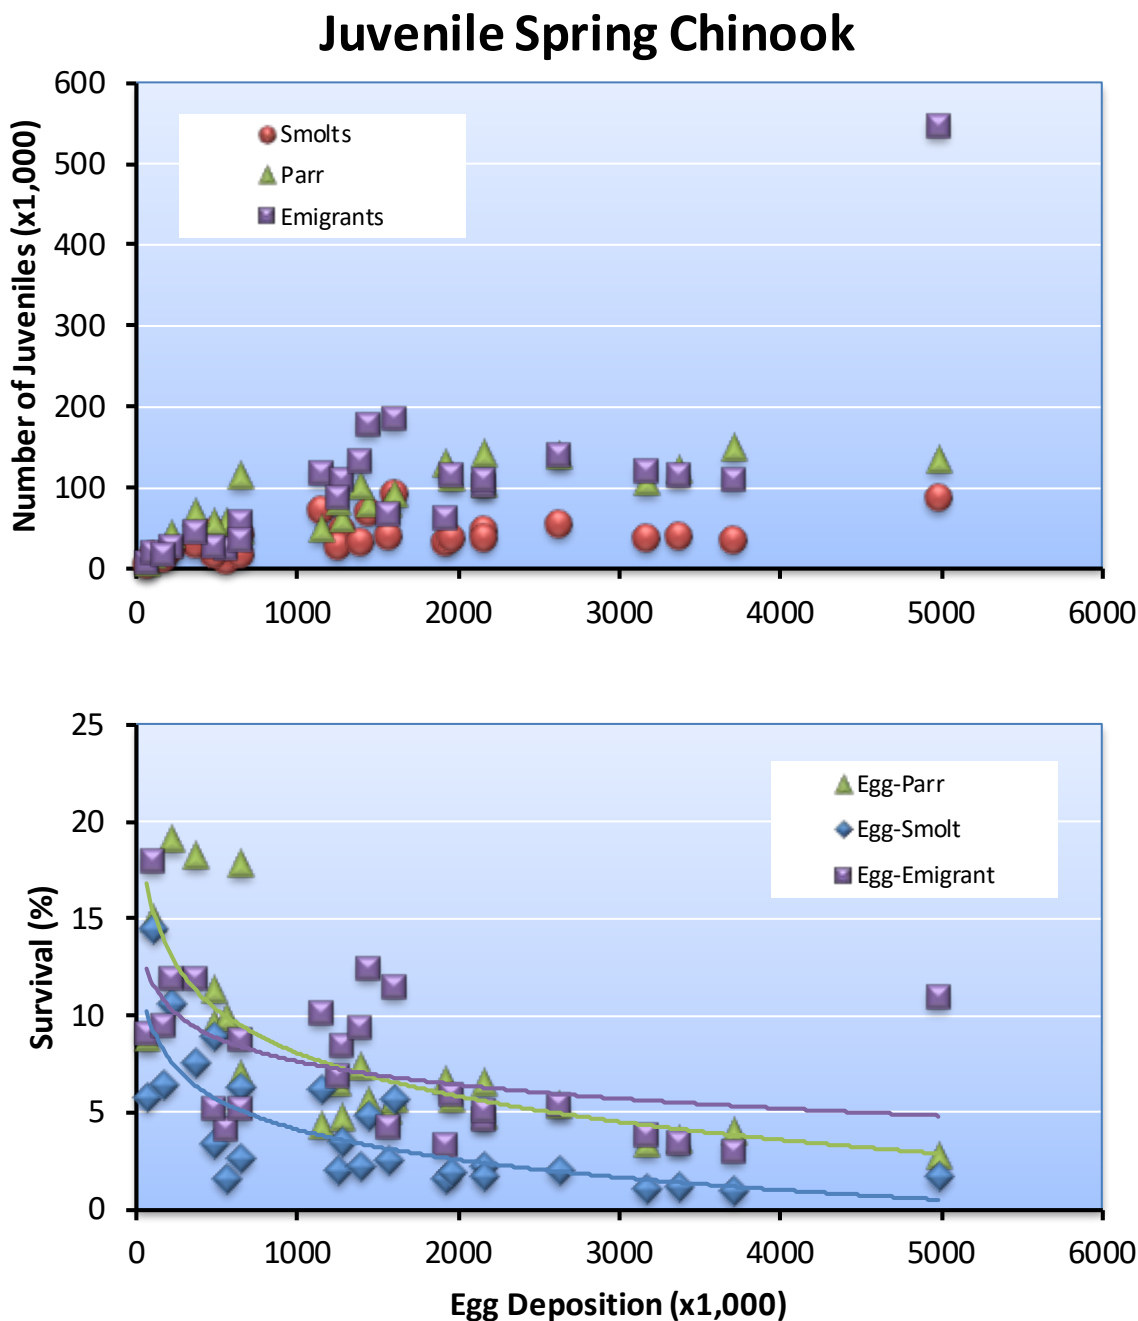 Juvenile Spring Chinook
Number of Juveniles (x1,000)
600
500
400
300
200
100
0
Smolts
Parr
Emigrants
0 1000 2000 3000 4000 5000 6000
Survival (%)
25
20
15
10
5
0
Egg-Parr
Egg-Smolt
Egg-Emigrant
0 1000 2000 3000 4000 5000 6000
Egg Deposition (x1,000)